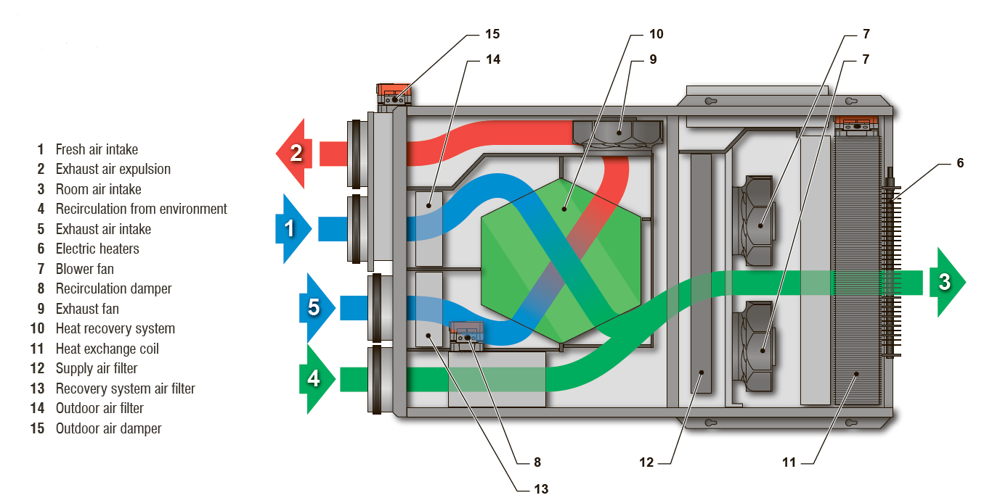 15
10
7
14
9
7
1 Fresh air intake
2 Exhaust air expulsion
3 Room air intake
4 Recirculation from environment
5 Exhaust air intake
6 Electric heaters
7 Blower fan
8 Recirculation damper
9 Exhaust fan
10 Heat recovery system
11 Heat exchange coil
12 Supply air filter
13 Recovery system air filter
14 Outdoor air filter
15 Outdoor air damper
2
6
1
3
5
4
8
12
11
13